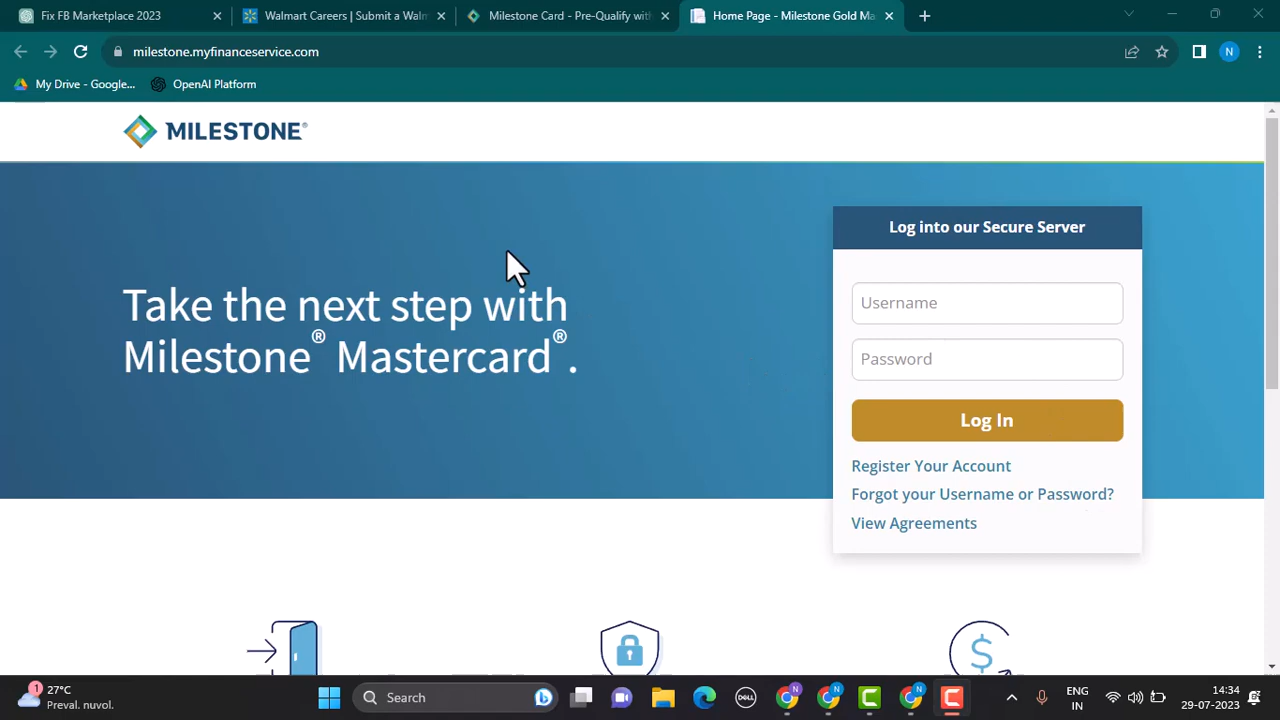 Fix FB Marketplace 2023
Walmart Careers | Submit a Waln
Milestone Card - Pre-Qualify with
Home Page - Milestone Gold Ma
milestone.myfinanceservice.com
N
My Drive - Google...
OpenAI Platform
MILESTONE®
Log into our Secure Server
Take the next step with
Milestone® Mastercard®.
Username
Password
Log In
Register Your Account
Forgot your Username or Password?
View Agreements
$
1
27°C
Preval. nuvol.
Search
DELL
N
N
N
ENG
IN
14:34
29-07-2023